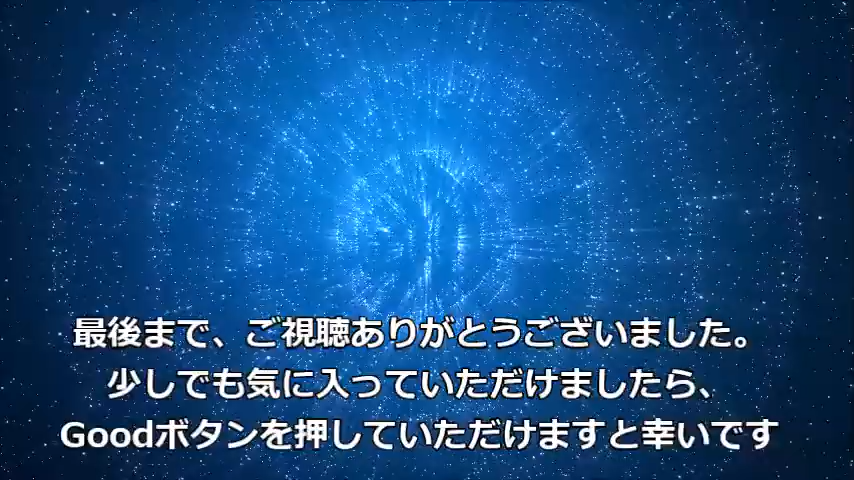 最後まで、ご視聴ありがとうございました。
少しでも気に入っていただけましたら、
Goodボタンを押していただけますと幸いです